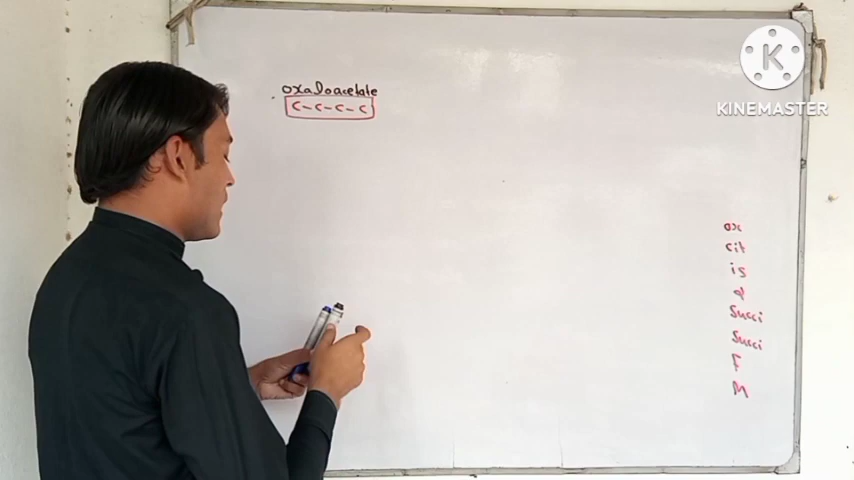 oxaloacetate
C-C-C-C
K
KINEMASTER
ox
cit
is
α
Succi
Succi
F
M